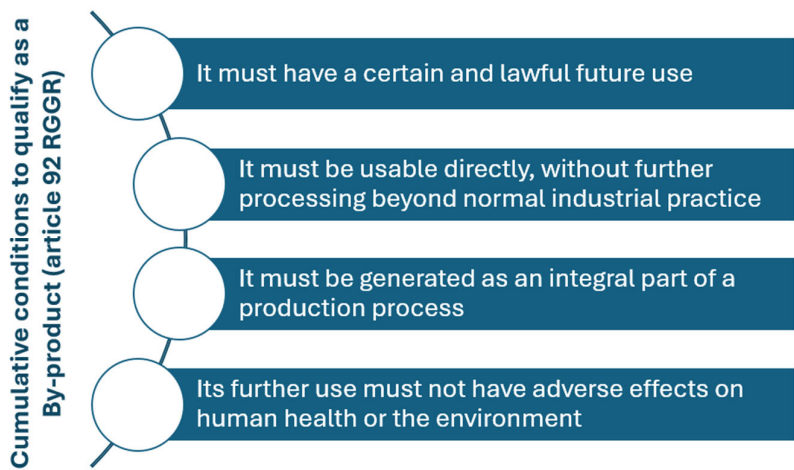 Cumulative conditions to qualify as a
By-product (article 92 RGGR)
It must have a certain and lawful future use
It must be usable directly, without further
processing beyond normal industrial practice
It must be generated as an integral part of a
production process
Its further use must not have adverse effects on
human health or the environment